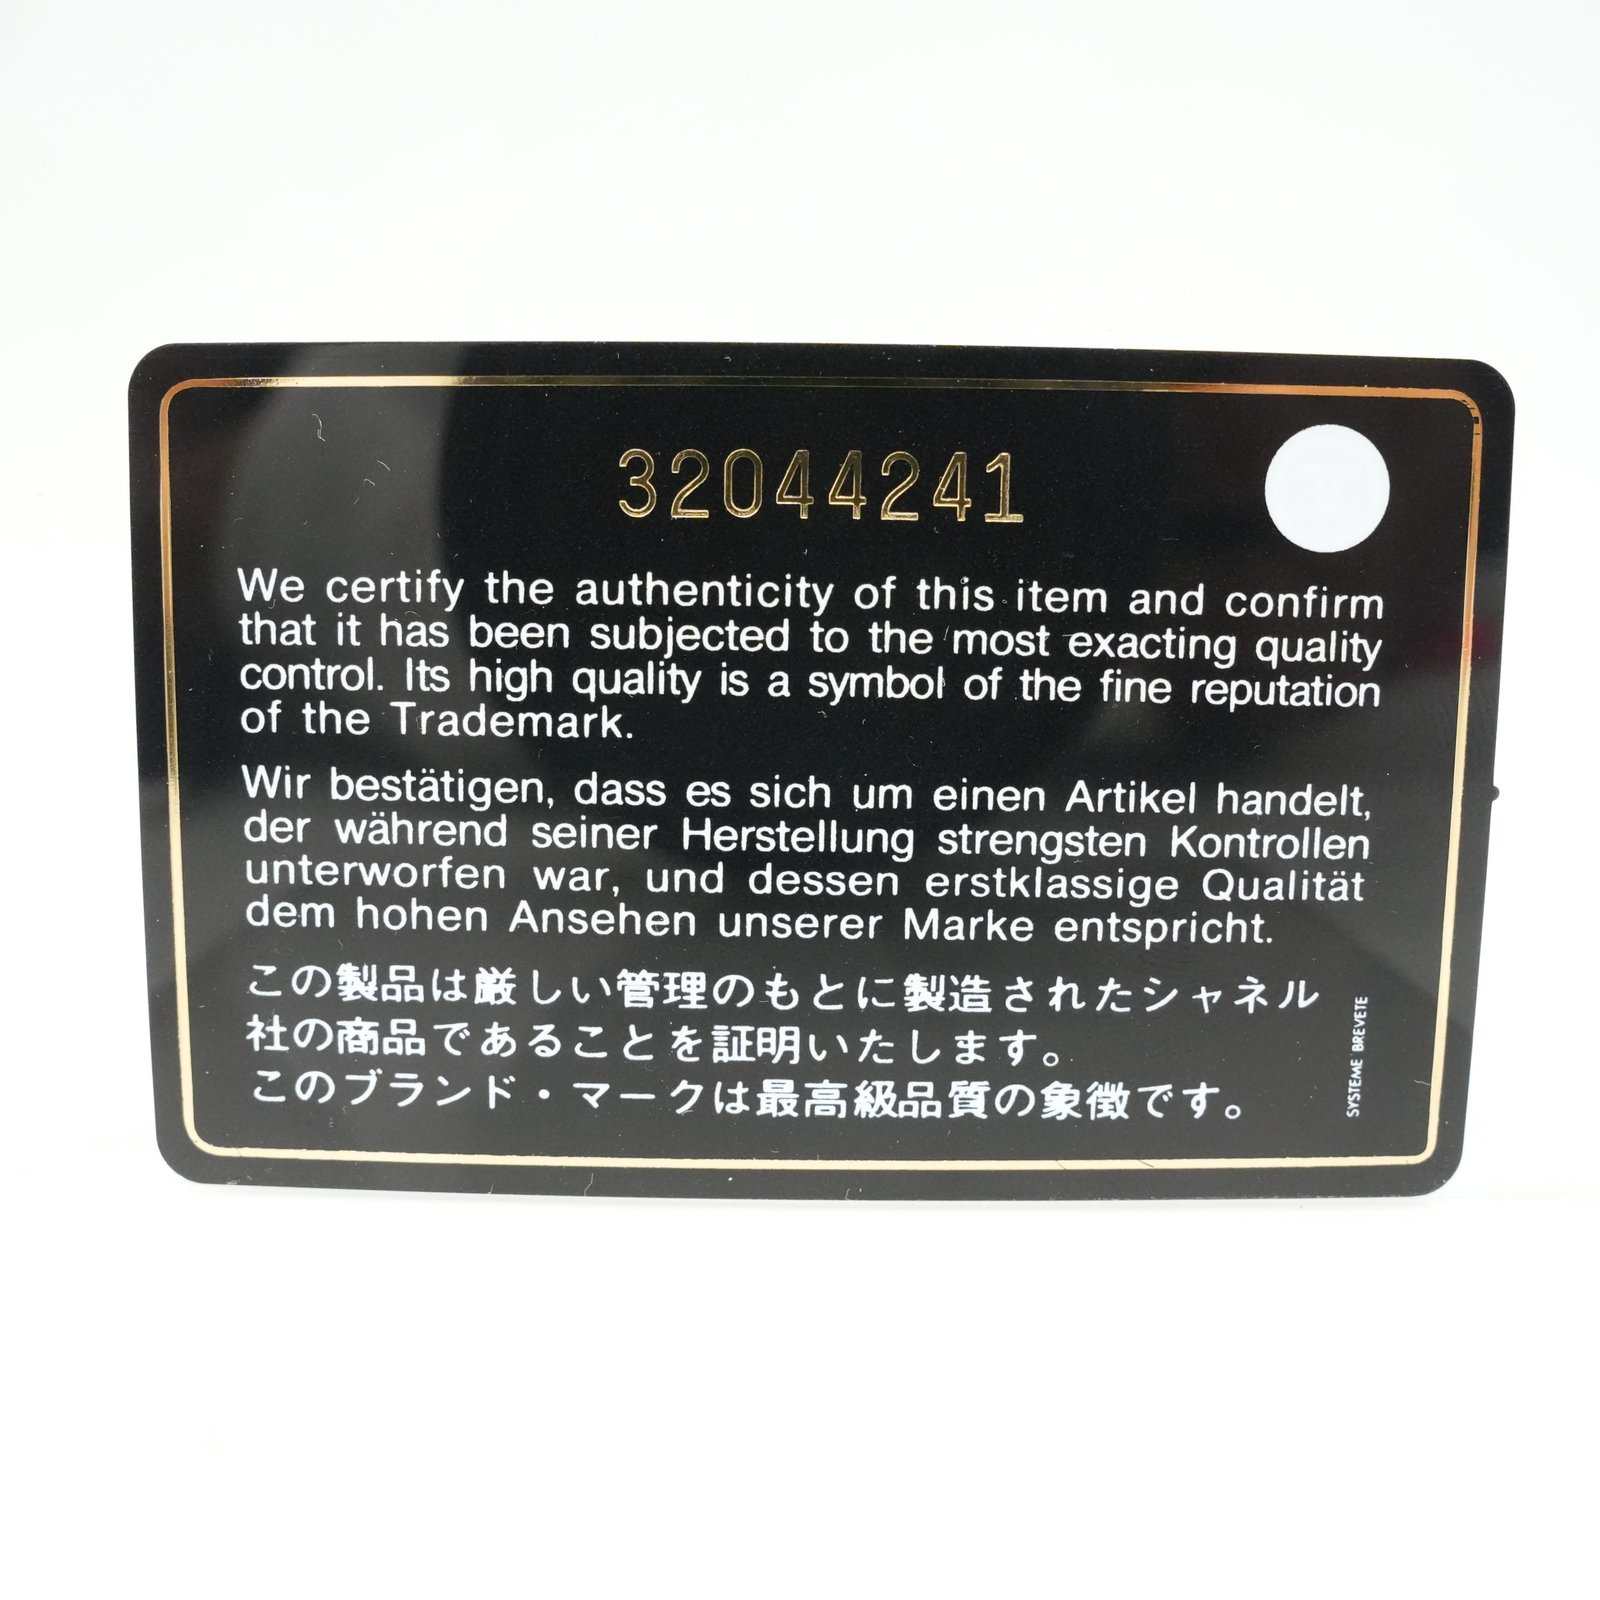 32044241
We certify the authenticity of this item and confirm
that it has been subjected to the most exacting quality
control. Its high quality is a symbol of the fine reputation
of the Trademark.
Wir bestätigen, dass es sich um einen Artikel handelt,
der während seiner Herstellung strengsten Kontrollen
unterworfen war, und dessen erstklassige Qualität
dem hohen Ansehen unserer Marke entspricht.
この製品は厳しい管理のもとに製造されたシャネル
社の商品であることを証明いたします。
このブランド・マークは最高級品質の象徴です。
SYSTEME BREVETE